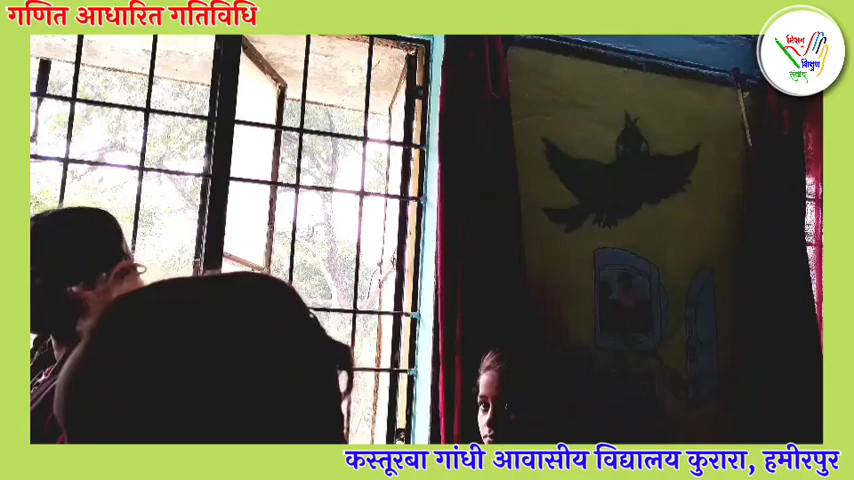 गणित आधारित गतिविधि
मिशन
शिक्षण
संवाद
कस्तूरबा गांधी आवासीय विद्यालय कुरारा, हमीरपुर